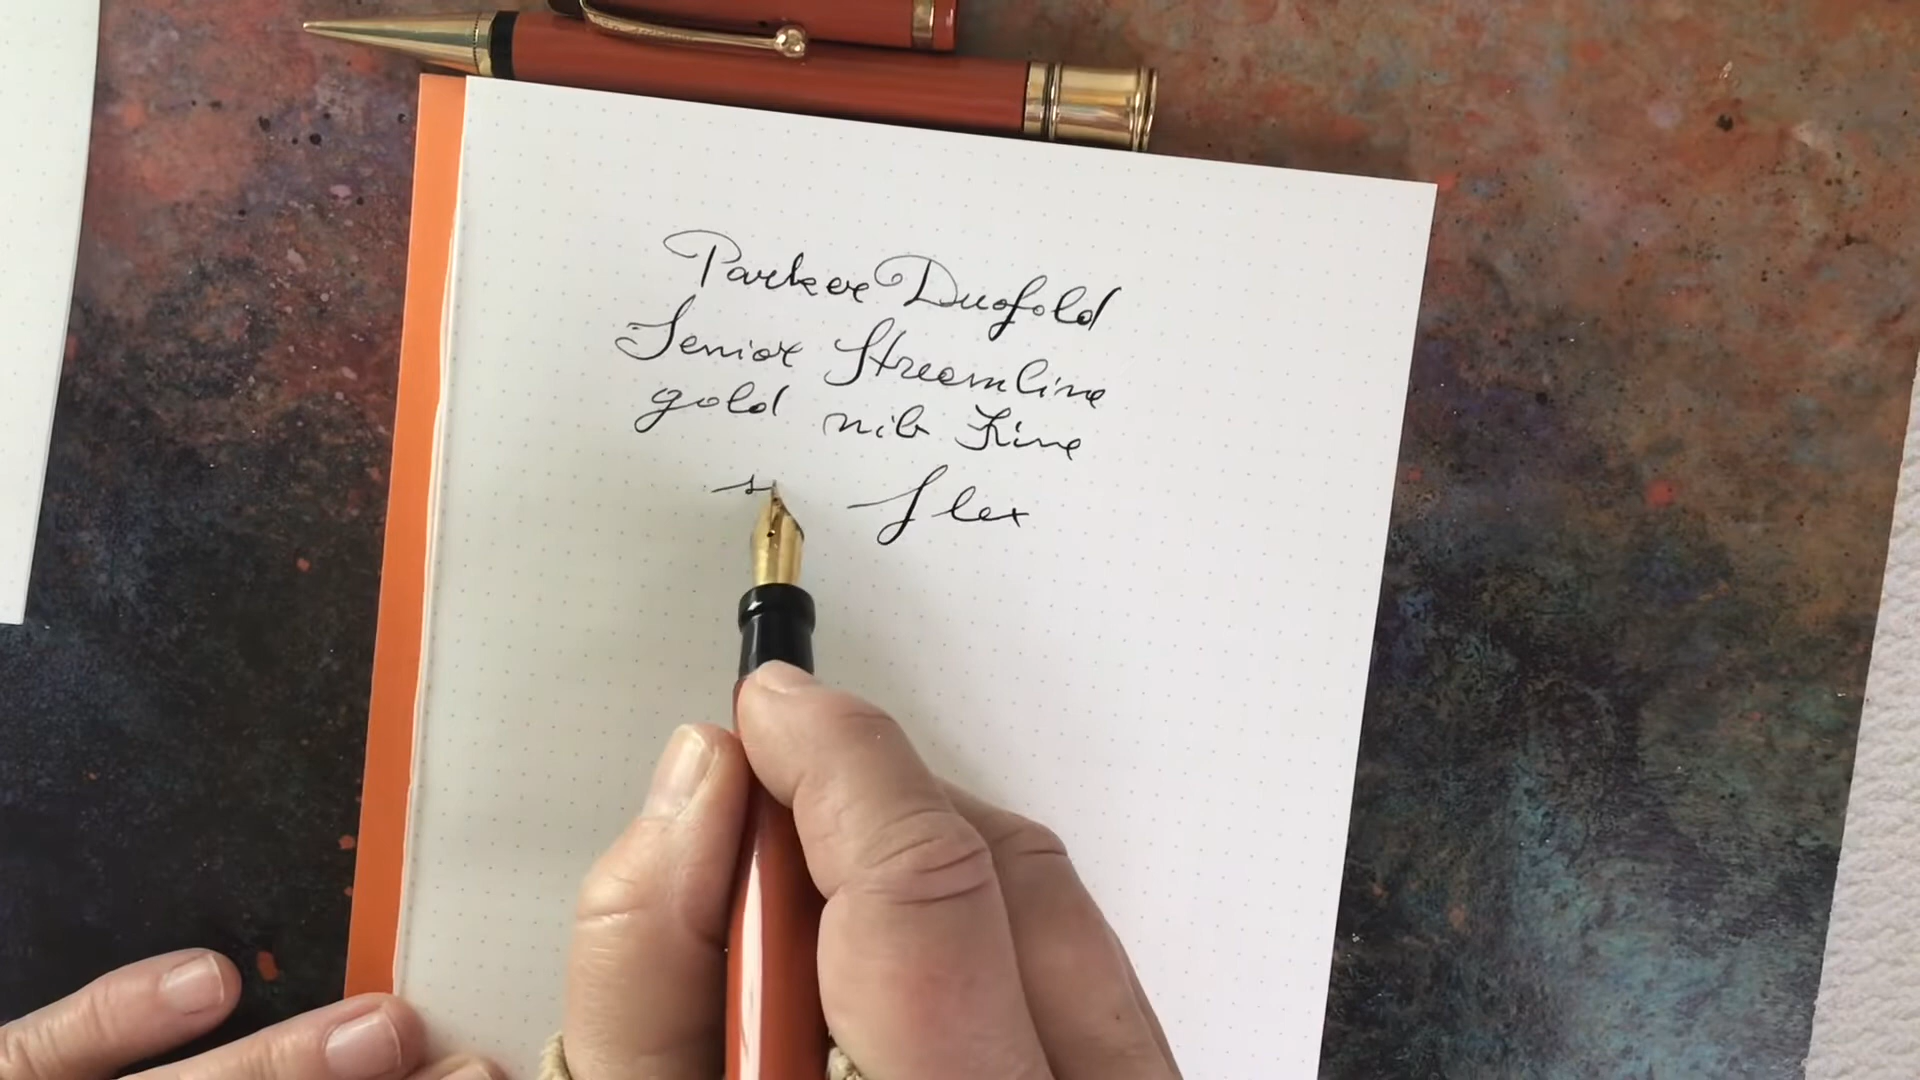 Parker Duofold
Senior Streamline
gold nib Fine
s flex